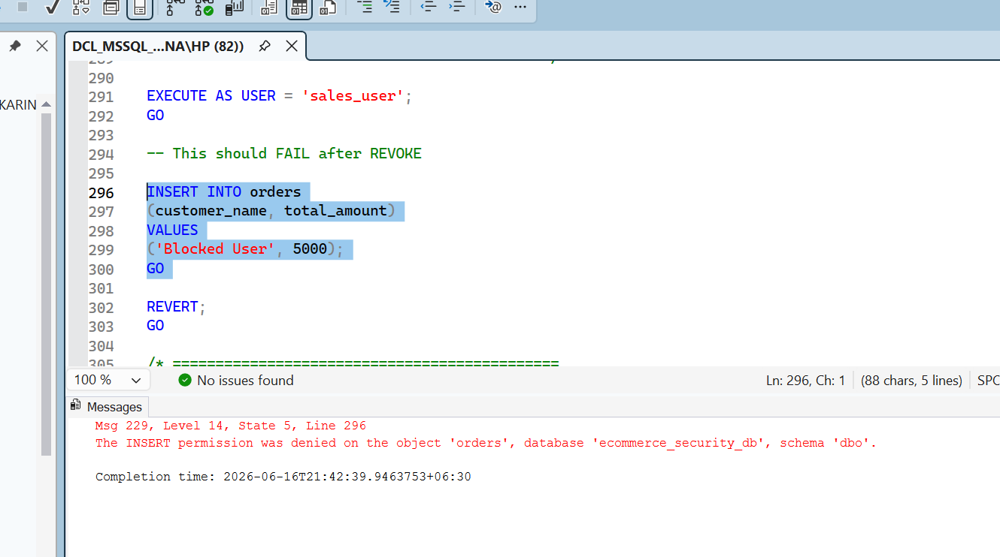 DCL_MSSQL_...NA\HP (82))
KARIN
289
290
291 EXECUTE AS USER = 'sales_user';
292 GO
293
294 -- This should FAIL after REVOKE
295
296 INSERT INTO orders
297 (customer_name, total_amount)
298 VALUES
299 ('Blocked User', 5000);
300 GO
301
302 REVERT;
303 GO
304
305 /* =============================================
100 %
No issues found
Ln: 296, Ch: 1
(88 chars, 5 lines)
SPC
Messages
Msg 229, Level 14, State 5, Line 296
The INSERT permission was denied on the object 'orders', database 'ecommerce_security_db', schema 'dbo'.
Completion time: 2026-06-16T21:42:39.9463753+06:30